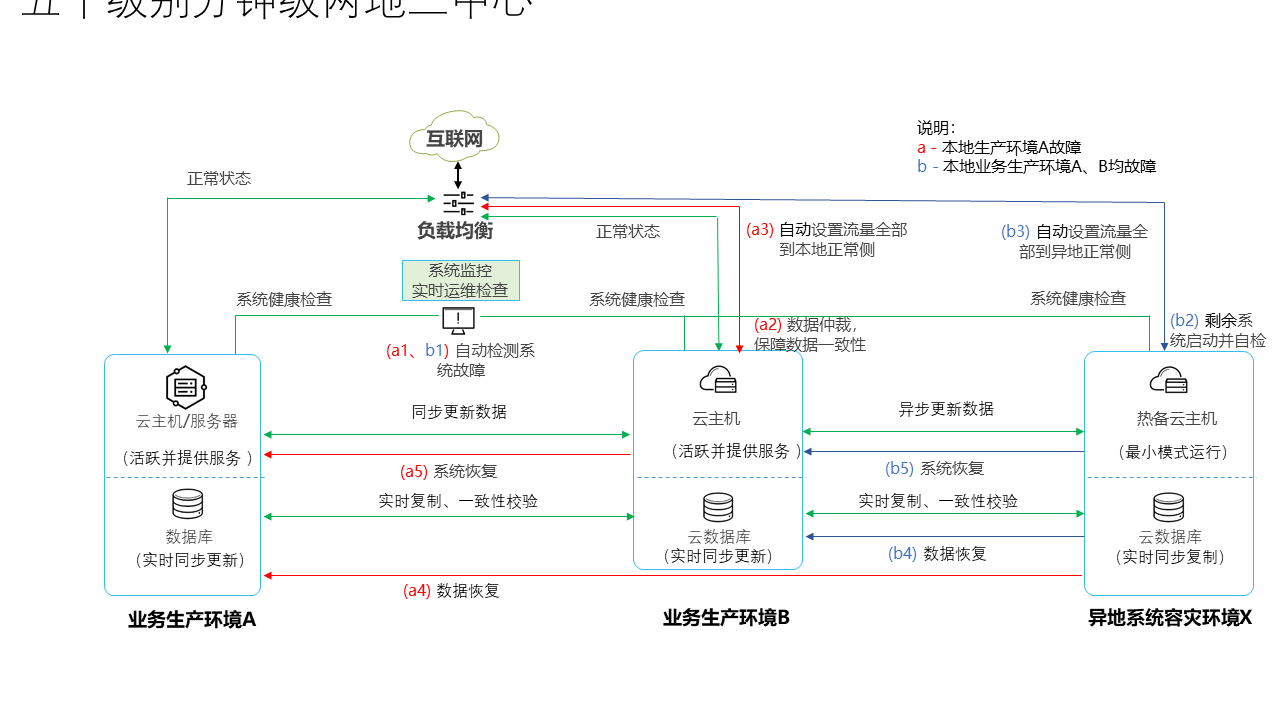 互联网
说明：
a - 本地生产环境A故障
b - 本地业务生产环境A、B均故障
正常状态
负载均衡
正常状态
(a3) 自动设置流量全部
到本地正常侧
(b3) 自动设置流量全
部到异地正常侧
系统监控
实时运维检查
系统健康检查
系统健康检查
系统健康检查
(a1、b1) 自动检测系
统故障
(a2) 数据仲裁，
保障数据一致性
(b2) 剩余系
统启动并自检
云主机/服务器
（活跃并提供服务 ）
数据库
（实时同步更新）
业务生产环境A
同步更新数据
(a5) 系统恢复
实时复制、一致性校验
(a4) 数据恢复
云主机
（活跃并提供服务 ）
云数据库
（实时同步更新）
业务生产环境B
异步更新数据
(b5) 系统恢复
实时复制、一致性校验
(b4) 数据恢复
热备云主机
（最小模式运行）
云数据库
（实时同步复制）
异地系统容灾环境X